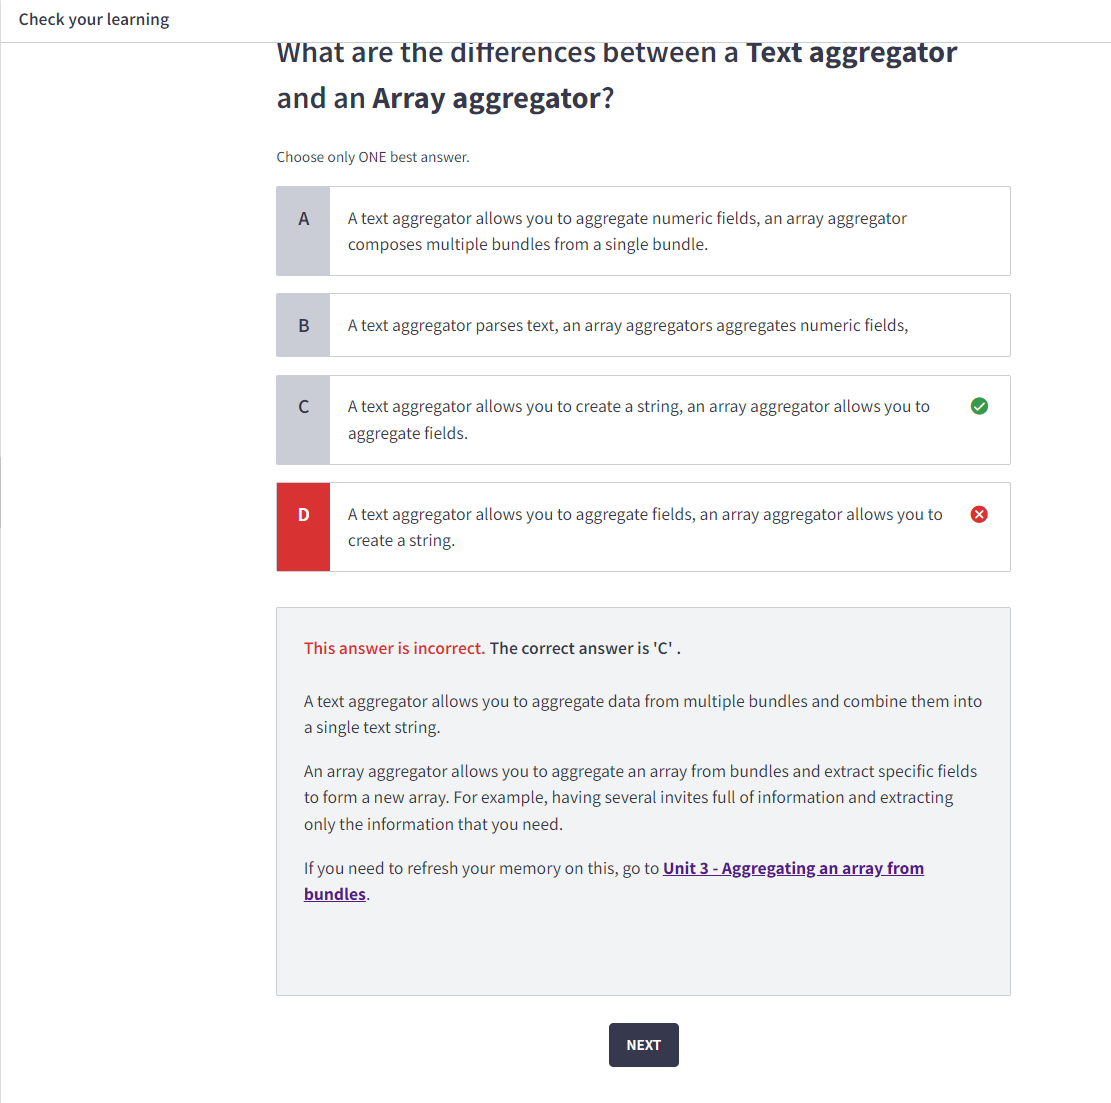 Check your learning
What are the differences between a Text aggregator
and an Array aggregator?
Choose only ONE best answer.
A
A text aggregator allows you to aggregate numeric fields, an array aggregator
composes multiple bundles from a single bundle.
B
A text aggregator parses text, an array aggregators aggregates numeric fields,
C
A text aggregator allows you to create a string, an array aggregator allows you to
aggregate fields.
D
A text aggregator allows you to aggregate fields, an array aggregator allows you to
create a string.
This answer is incorrect. The correct answer is 'C' .
A text aggregator allows you to aggregate data from multiple bundles and combine them into
a single text string.
An array aggregator allows you to aggregate an array from bundles and extract specific fields
to form a new array. For example, having several invites full of information and extracting
only the information that you need.
If you need to refresh your memory on this, go to Unit 3 - Aggregating an array from
bundles.
NEXT